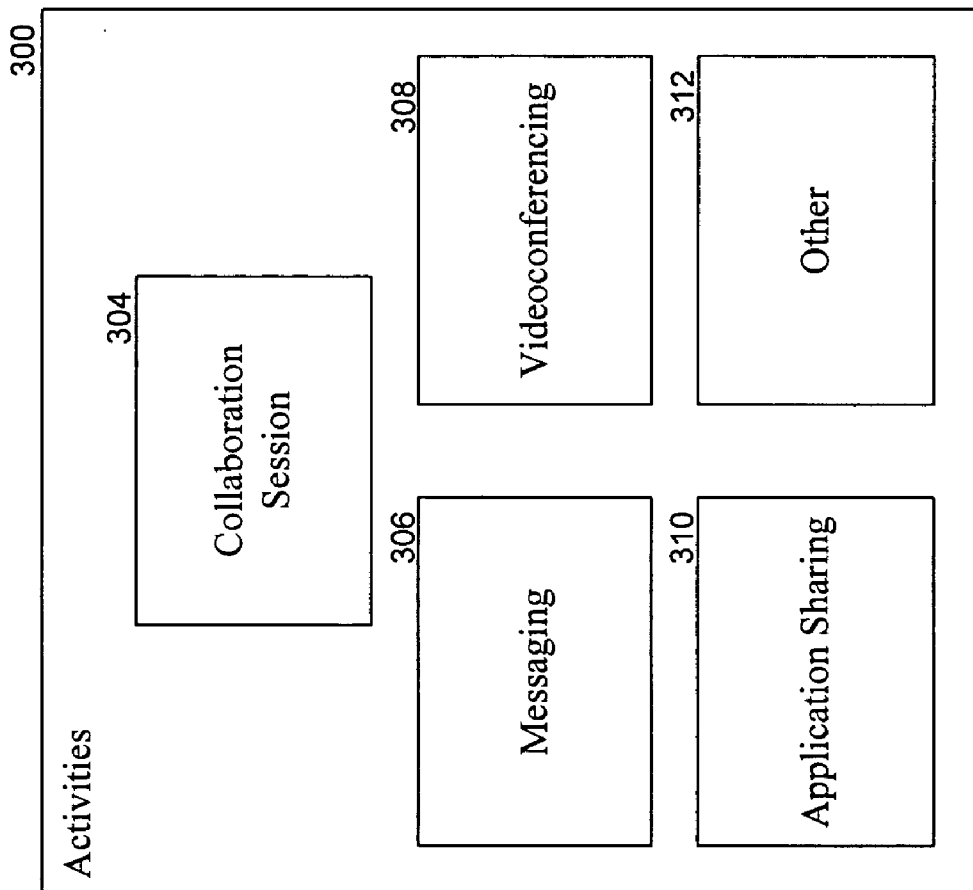 300
Activities
304
Collaboration
Session
306
Messaging
308
Videoconferencing
310
Application Sharing
312
Other